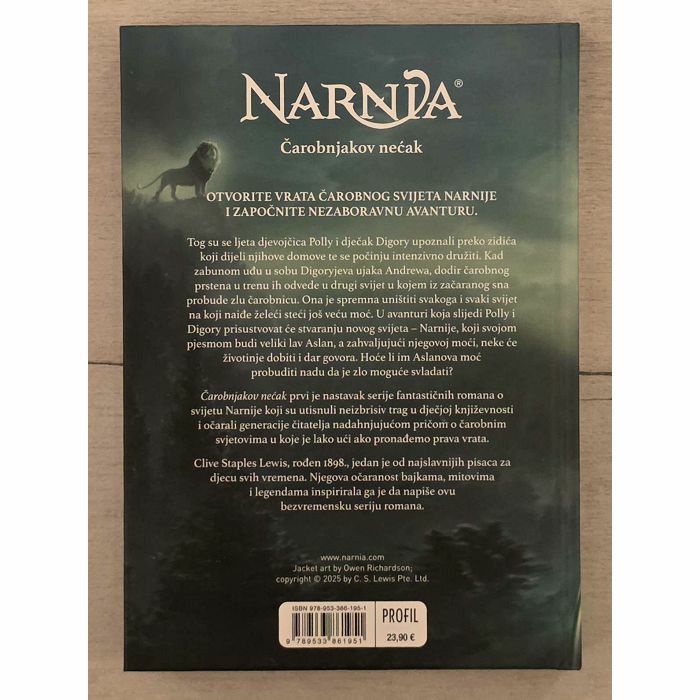 NARNIA®
Čarobnjakov nećak
OTVORITE VRATA ČAROBNOG SVIJETA NARNIJE
I ZAPOČNITE NEZABORAVNU AVANTURU.
Tog su se ljeta djevojčica Polly i dječak Digory upoznali preko zidića
koji dijeli njihove domove te se počinju intenzivno družiti. Kad
zabunom uđu u sobu Digoryjeva ujaka Andrewa, dodir čarobnog
prstena u trenu ih odvede u drugi svijet u kojem iz začaranog sna
probude zlu čarobnicu. Ona je spremna uništiti svakoga i svaki svijet
na koji naiđe želeći steći još veću moć. U avanturi koja slijedi Polly i
Digory prisustvovat će stvaranju novog svijeta – Narnije, koji svojom
pjesmom budi veliki lav Aslan, a zahvaljujući njegovoj moći, neke će
životinje dobiti i dar govora. Hoće li im Aslanova moć
probuditi nadu da je zlo moguće svladati?
Čarobnjakov nećak prvi je nastavak serije fantastičnih romana o
svijetu Narnije koji su utisnuli neizbrisiv trag u dječjoj književnosti
i očarali generacije čitatelja nadahnjujućom pričom o čarobnim
svjetovima u koje je lako ući ako pronađemo prava vrata.
Clive Staples Lewis, rođen 1898., jedan je od najslavnijih pisaca za
djecu svih vremena. Njegova očaranost bajkama, mitovima
i legendama inspirirala ga je da napiše ovu
bezvremensku seriju romana.
www.narnia.com
Jacket art by Owen Richardson;
copyright © 2025 by C. S. Lewis Pte. Ltd.
ISBN 978-953-386-195-1
9 789533 861951
PROFIL
23,90 €